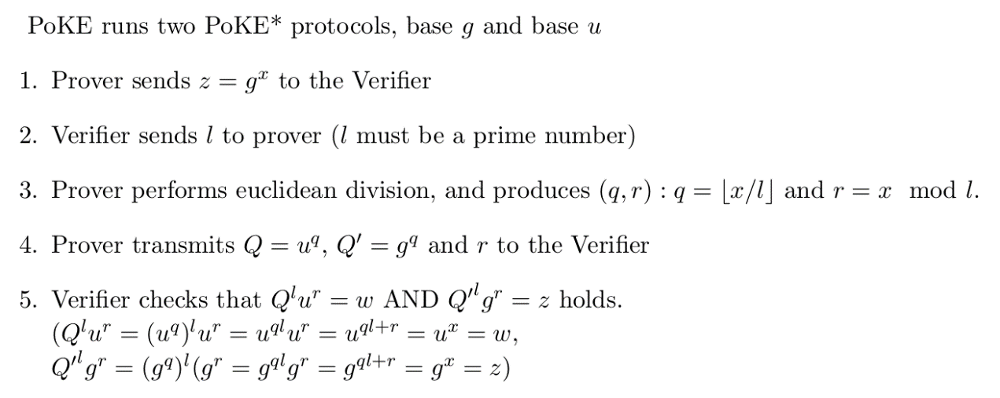 PoKE runs two PoKE* protocols, base g and base u
1. Prover sends z = gˣ to the Verifier
2. Verifier sends l to prover (l must be a prime number)
3. Prover performs euclidean division, and produces (q, r) : q = ⌊x/l⌋ and r = x mod l.
4. Prover transmits Q = u^q, Q′ = g^q and r to the Verifier
5. Verifier checks that Q^l u^r = w AND Q′^l g^r = z holds.
(Q^l u^r = (u^q)^l u^r = u^{ql} u^r = u^{ql+r} = u^x = w,
Q′^l g^r = (g^q)^l (g^r = g^{ql} g^r = g^{ql+r} = g^x = z)